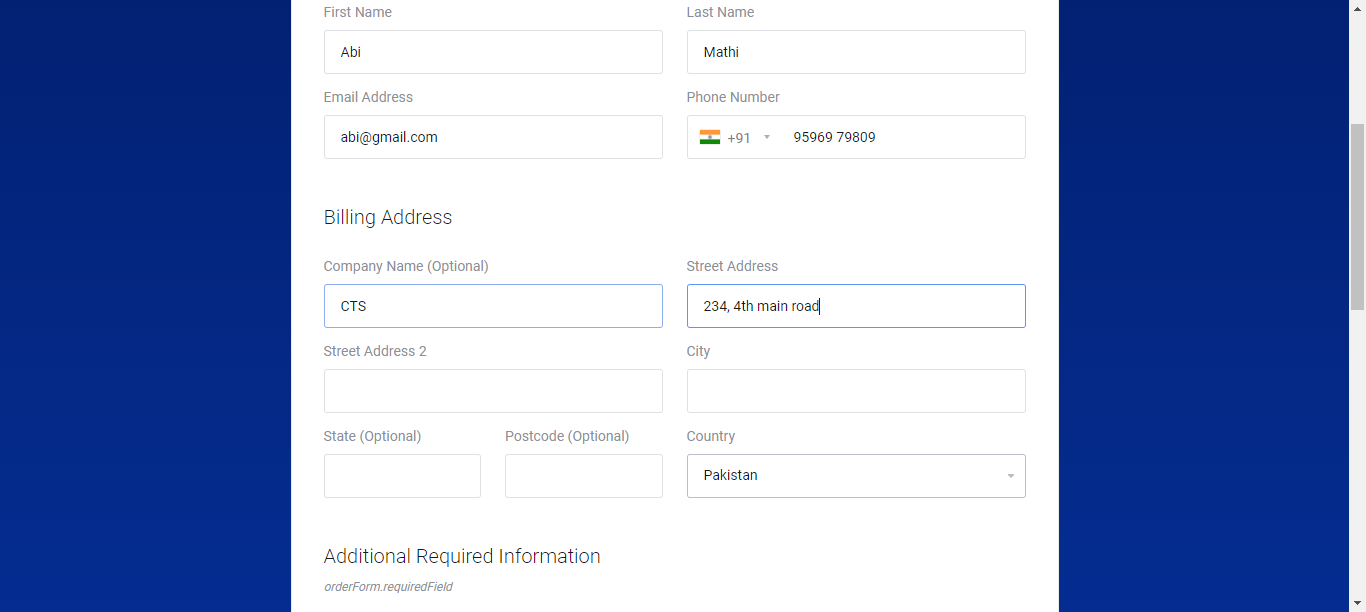 First Name Last Name
Abi Mathi
Email Address Phone Number
abi@gmail.com +91 95969 79809
Billing Address
Company Name (Optional) Street Address
CTS 234, 4th main road
Street Address 2 City
State (Optional) Postcode (Optional) Country
Pakistan
Additional Required Information
orderForm.requiredField